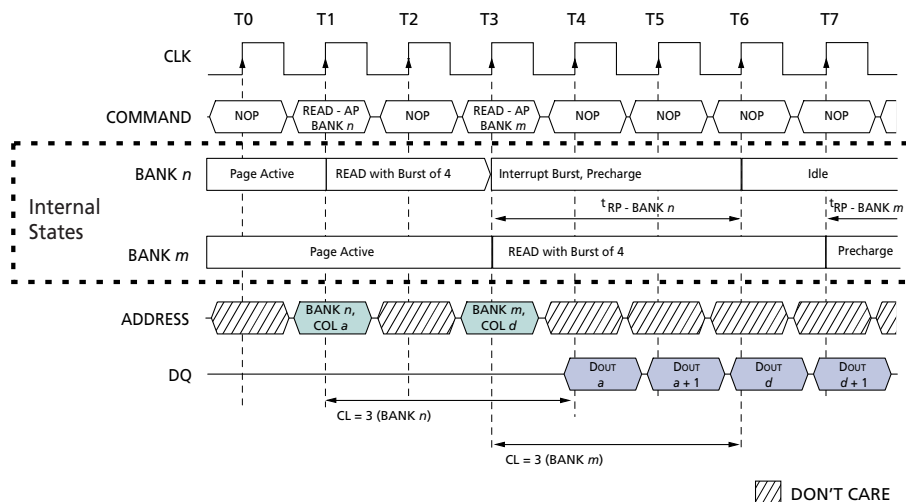 T0 T1 T2 T3 T4 T5 T6 T7
CLK
COMMAND NOP READ - AP BANK n NOP READ - AP BANK m NOP NOP NOP NOP
Internal States
BANK n Page Active READ with Burst of 4 Interrupt Burst, Precharge Idle
tRP - BANK n tRP - BANK m
BANK m Page Active READ with Burst of 4 Precharge
ADDRESS BANK n, COL a BANK m, COL d
DQ DOUT a DOUT a + 1 DOUT d DOUT d + 1
CL = 3 (BANK n)
CL = 3 (BANK m)
DON'T CARE